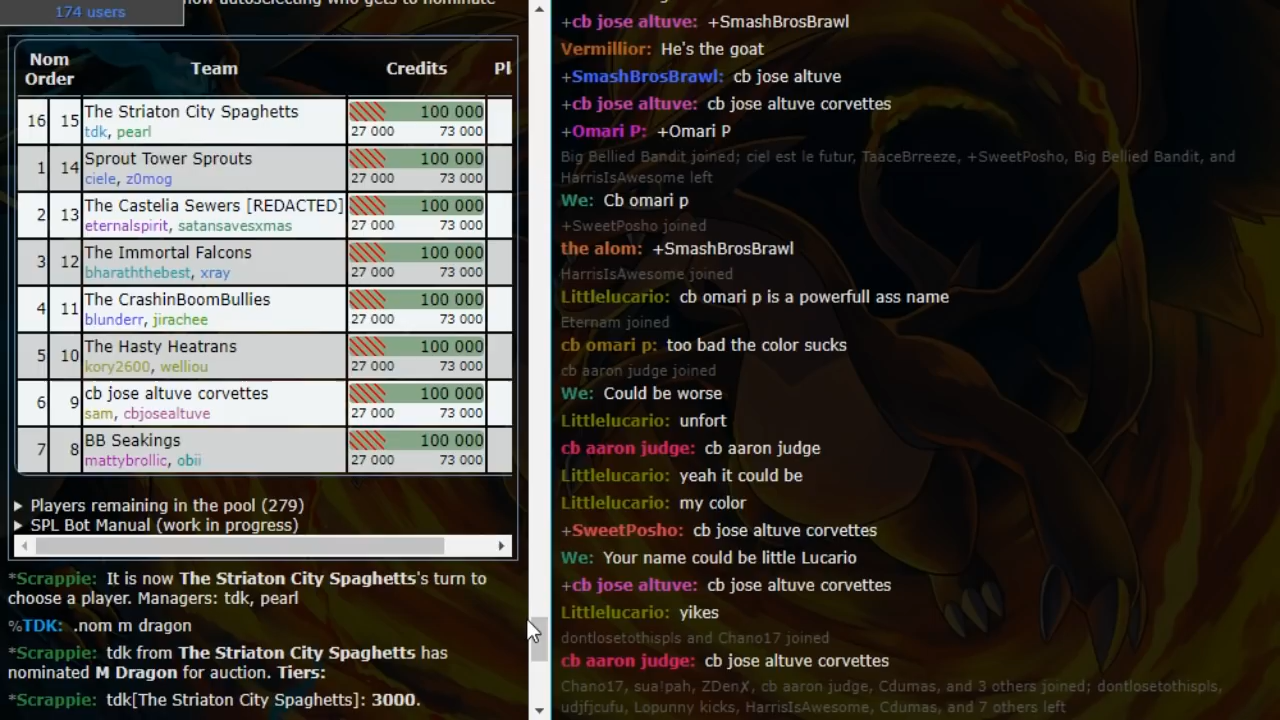 now autoselecting who gets to nominate
174 users
Nom Order Team Credits Pl
16 15 The Striaton City Spaghetts 100 000
tdk, pearl 27 000 73 000
1 14 Sprout Tower Sprouts 100 000
ciele, z0mog 27 000 73 000
2 13 The Castelia Sewers [REDACTED] 100 000
eternalspirit, satansavesxmas 27 000 73 000
3 12 The Immortal Falcons 100 000
bharaththebest, xray 27 000 73 000
4 11 The CrashinBoomBullies 100 000
blunderr, jirachee 27 000 73 000
5 10 The Hasty Heatrans 100 000
kory2600, welliou 27 000 73 000
6 9 cb jose altuve corvettes 100 000
sam, cbjosealtuve 27 000 73 000
7 8 BB Seakings 100 000
mattybrollic, obii 27 000 73 000
▶ Players remaining in the pool (279)
▶ SPL Bot Manual (work in progress)
*Scrappie: It is now The Striaton City Spaghetts's turn to
choose a player. Managers: tdk, pearl
%TDK: .nom m dragon
*Scrappie: tdk from The Striaton City Spaghetts has
nominated M Dragon for auction. Tiers:
*Scrappie: tdk[The Striaton City Spaghetts]: 3000.
+cb jose altuve: +SmashBrosBrawl
Vermillior: He's the goat
+SmashBrosBrawl: cb jose altuve
+cb jose altuve: cb jose altuve corvettes
+Omari P: +Omari P
Big Bellied Bandit joined; ciel est le futur, TaaceBrreeze, +SweetPosho, Big Bellied Bandit, and
HarrisIsAwesome left
We: Cb omari p
+SweetPosho joined
the alom: +SmashBrosBrawl
HarrisIsAwesome joined
Littlelucario: cb omari p is a powerfull ass name
Eternam joined
cb omari p: too bad the color sucks
cb aaron judge joined
We: Could be worse
Littlelucario: unfort
cb aaron judge: cb aaron judge
Littlelucario: yeah it could be
Littlelucario: my color
+SweetPosho: cb jose altuve corvettes
We: Your name could be little Lucario
+cb jose altuve: cb jose altuve corvettes
Littlelucario: yikes
dontlosetothispls and Chano17 joined
cb aaron judge: cb jose altuve corvettes
Chano17, sua!pah, ZDen✗, cb aaron judge, Cdumas, and 3 others joined; dontlosetothispls,
udjfjcufu, Lopunny kicks, HarrisIsAwesome, Cdumas, and 7 others left